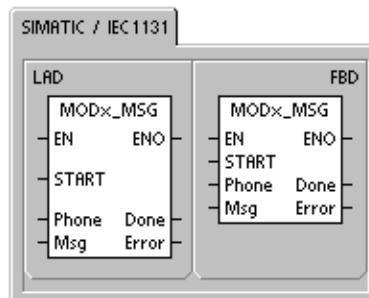 SIMATIC / IEC1131
LAD
MODx_MSG
EN ENO
START
Phone Done
Msg Error
FBD
MODx_MSG
EN ENO
START
Phone Done
Msg Error